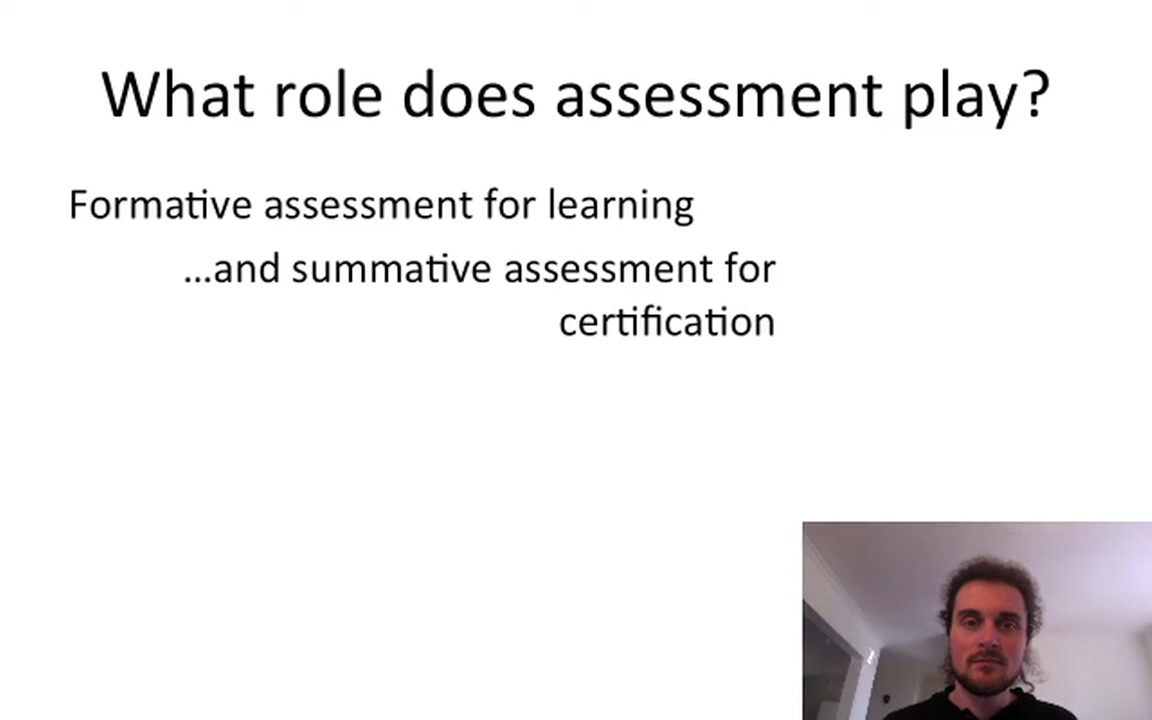 What role does assessment play?
Formative assessment for learning
...and summative assessment for
certification